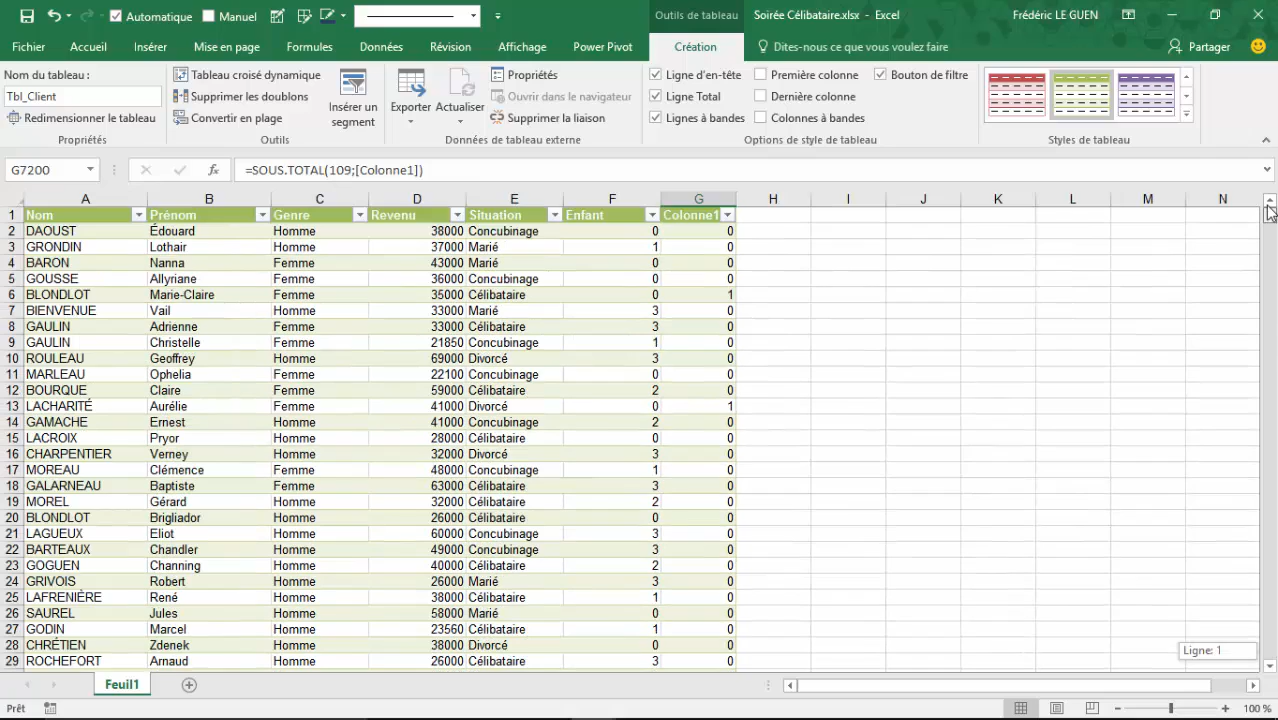 Automatique Manuel Outils de tableau Soirée Célibataire.xlsx - Excel Frédéric LE GUEN
Fichier Accueil Insérer Mise en page Formules Données Révision Affichage Power Pivot Création Dites-nous ce que vous voulez faire Partager
Nom du tableau :
Tbl_Client
Redimensionner le tableau
Propriétés
Tableau croisé dynamique
Supprimer les doublons
Convertir en plage
Insérer un
segment
Outils
Exporter Actualiser
Propriétés
Ouvrir dans le navigateur
Supprimer la liaison
Données de tableau externe
Ligne d'en-tête Première colonne Bouton de filtre
Ligne Total Dernière colonne
Lignes à bandes Colonnes à bandes
Options de style de tableau
Styles de tableau
G7200 fx =SOUS.TOTAL(109;[Colonne1])
A B C D E F G H I J K L M N
1 Nom Prénom Genre Revenu Situation Enfant Colonne1
2 DAOUST Édouard Homme 38000 Concubinage 0 0
3 GRONDIN Lothair Homme 37000 Marié 1 0
4 BARON Nanna Femme 43000 Marié 0 0
5 GOUSSE Allyriane Femme 36000 Concubinage 0 0
6 BLONDLOT Marie-Claire Femme 35000 Célibataire 0 1
7 BIENVENUE Vail Homme 33000 Marié 3 0
8 GAULIN Adrienne Femme 33000 Célibataire 3 0
9 GAULIN Christelle Femme 21850 Concubinage 1 0
10 ROULEAU Geoffrey Homme 69000 Divorcé 3 0
11 MARLEAU Ophelia Femme 22100 Concubinage 0 0
12 BOURQUE Claire Femme 59000 Célibataire 2 0
13 LACHARITÉ Aurélie Femme 41000 Divorcé 0 1
14 GAMACHE Ernest Homme 41000 Concubinage 2 0
15 LACROIX Pryor Homme 28000 Célibataire 0 0
16 CHARPENTIER Verney Homme 32000 Divorcé 3 0
17 MOREAU Clémence Femme 48000 Concubinage 1 0
18 GALARNEAU Baptiste Femme 63000 Célibataire 3 0
19 MOREL Gérard Homme 32000 Célibataire 2 0
20 BLONDLOT Brigliador Homme 26000 Célibataire 0 0
21 LAGUEUX Eliot Homme 60000 Concubinage 3 0
22 BARTEAUX Chandler Homme 49000 Concubinage 3 0
23 GOGUEN Channing Homme 40000 Célibataire 2 0
24 GRIVOIS Robert Homme 26000 Marié 3 0
25 LAFRENIÈRE René Homme 38000 Célibataire 1 0
26 SAUREL Jules Homme 58000 Marié 0 0
27 GODIN Marcel Homme 23560 Célibataire 1 0
28 CHRÉTIEN Zdenek Homme 38000 Divorcé 0 0
29 ROCHEFORT Arnaud Homme 26000 Célibataire 3 0
Ligne: 1
Feuil1
Prêt 100 %